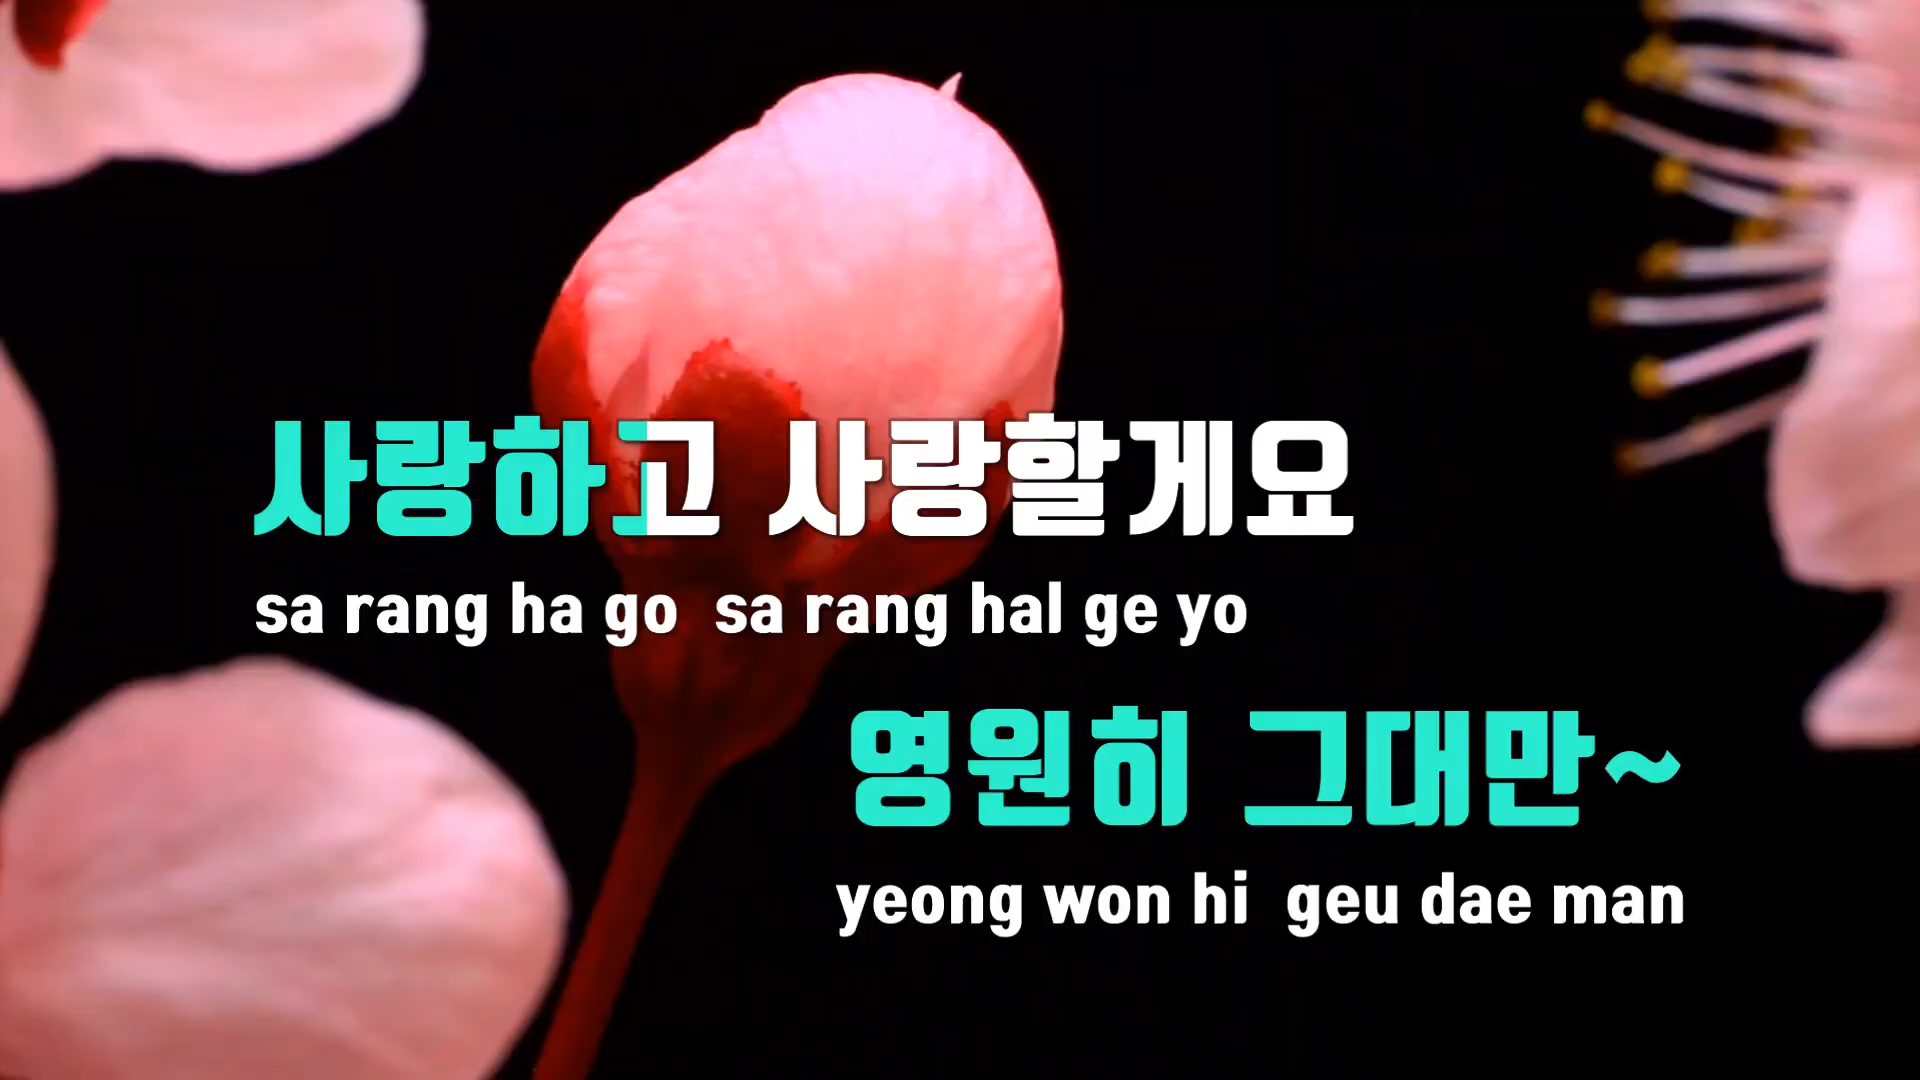 사랑하고 사랑할게요
sa rang ha go sa rang hal ge yo
영원히 그대만~
yeong won hi geu dae man